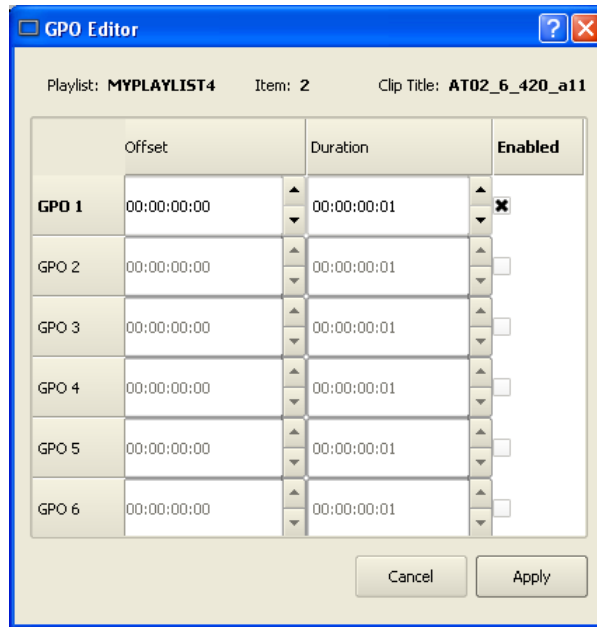 GPO Editor
Playlist: MYPLAYLIST4 Item: 2 Clip Title: AT02_6_420_a11
Offset Duration Enabled
GPO 1 00:00:00:00 00:00:00:01
GPO 2 00:00:00:00 00:00:00:01
GPO 3 00:00:00:00 00:00:00:01
GPO 4 00:00:00:00 00:00:00:01
GPO 5 00:00:00:00 00:00:00:01
GPO 6 00:00:00:00 00:00:00:01
Cancel Apply